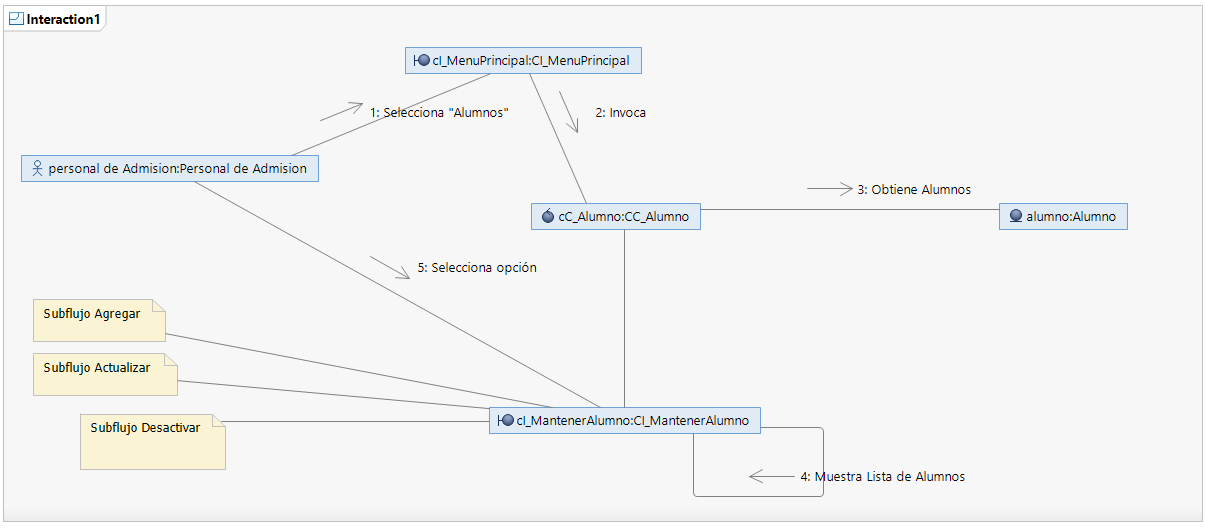 Interaction1
cI_MenuPrincipal:CI_MenuPrincipal
1: Selecciona "Alumnos"
2: Invoca
personal de Admision:Personal de Admision
3: Obtiene Alumnos
cC_Alumno:CC_Alumno
alumno:Alumno
5: Selecciona opción
Subflujo Agregar
Subflujo Actualizar
Subflujo Desactivar
cI_MantenerAlumno:CI_MantenerAlumno
4: Muestra Lista de Alumnos